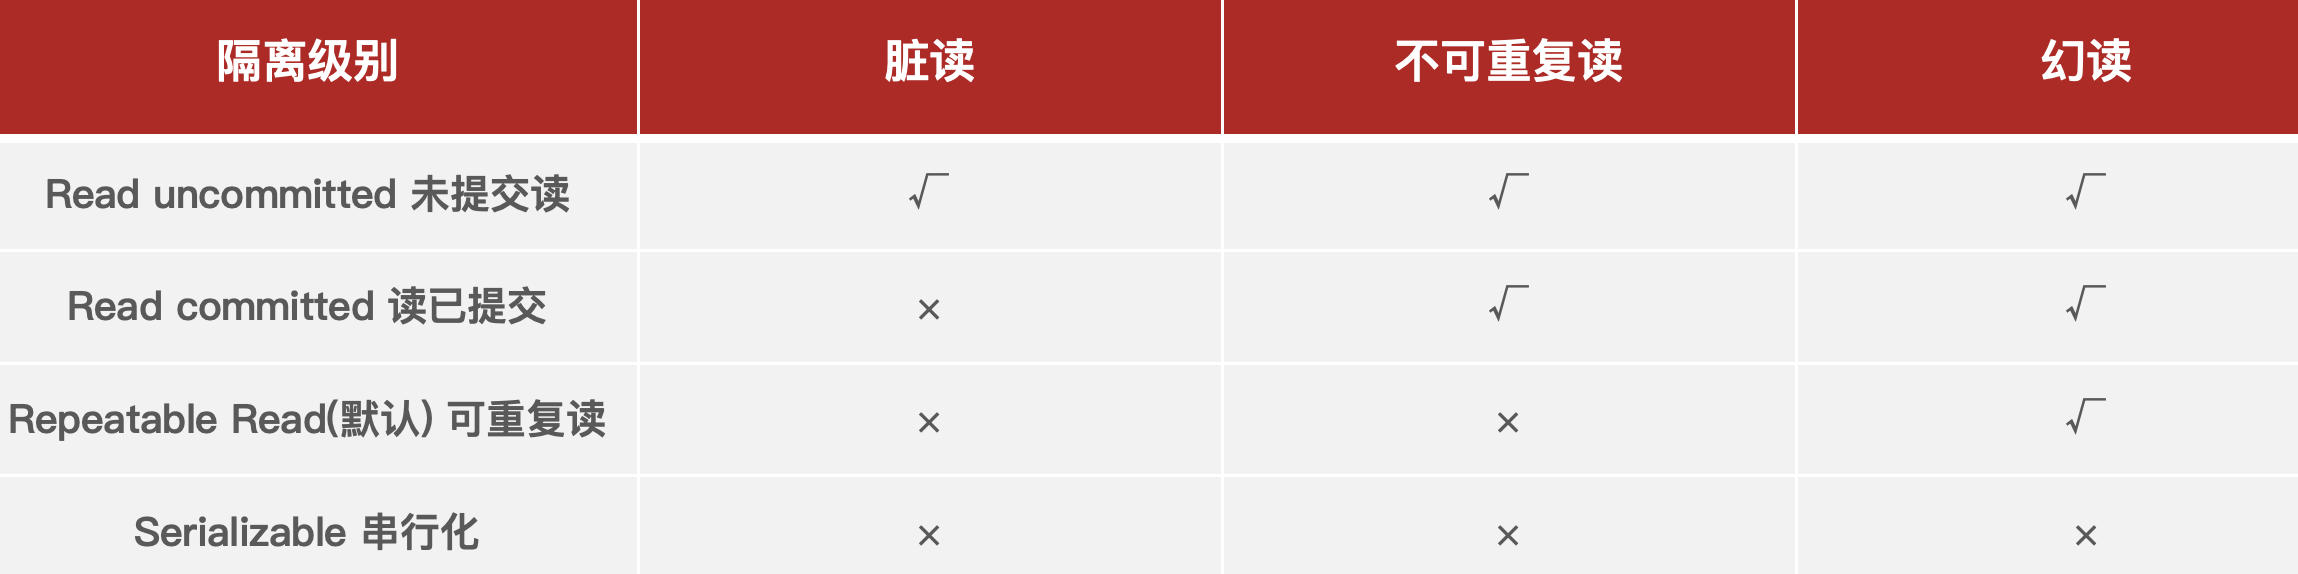 隔离级别 脏读 不可重复读 幻读
Read uncommitted 未提交读 √ √ √
Read committed 读已提交 × √ √
Repeatable Read(默认) 可重复读 × × √
Serializable 串行化 × × ×